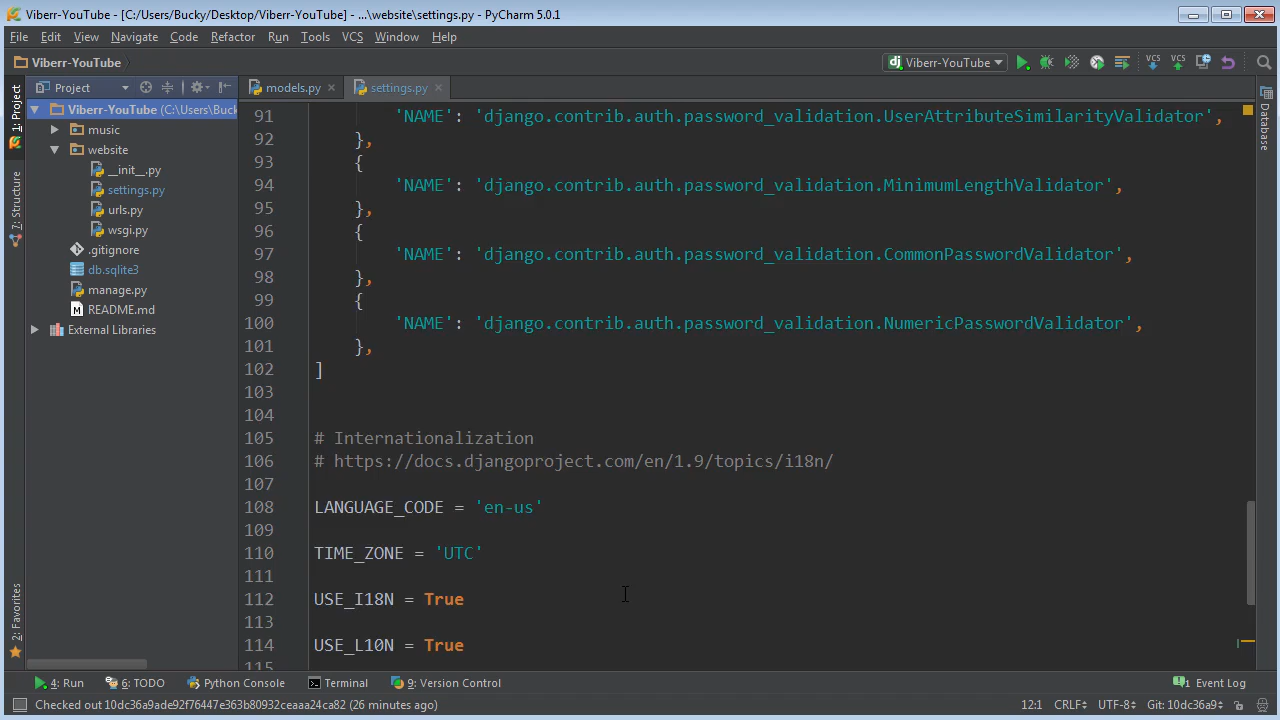 Viberr-YouTube - [C:/Users/Bucky/Desktop/Viberr-YouTube] - ...\website\settings.py - PyCharm 5.0.1
File Edit View Navigate Code Refactor Run Tools VCS Window Help
Viberr-YouTube
dj Viberr-YouTube
VCS VCS
1: Project
7: Structure
2: Favorites
Project
Viberr-YouTube (C:\Users\Buck
music
website
__init__.py
settings.py
urls.py
wsgi.py
.gitignore
db.sqlite3
manage.py
README.md
External Libraries
models.py
settings.py
91 'NAME': 'django.contrib.auth.password_validation.UserAttributeSimilarityValidator',
92 },
93 {
94 'NAME': 'django.contrib.auth.password_validation.MinimumLengthValidator',
95 },
96 {
97 'NAME': 'django.contrib.auth.password_validation.CommonPasswordValidator',
98 },
99 {
100 'NAME': 'django.contrib.auth.password_validation.NumericPasswordValidator',
101 },
102 ]
103
104
105 # Internationalization
106 # https://docs.djangoproject.com/en/1.9/topics/i18n/
107
108 LANGUAGE_CODE = 'en-us'
109
110 TIME_ZONE = 'UTC'
111
112 USE_I18N = True
113
114 USE_L10N = True
115
Database
4: Run 6: TODO Python Console Terminal 9: Version Control 1 Event Log
Checked out 10dc36a9ade92f76447e363b80932ceaaa24ca82 (26 minutes ago) 12:1 CRLF UTF-8 Git: 10dc36a9